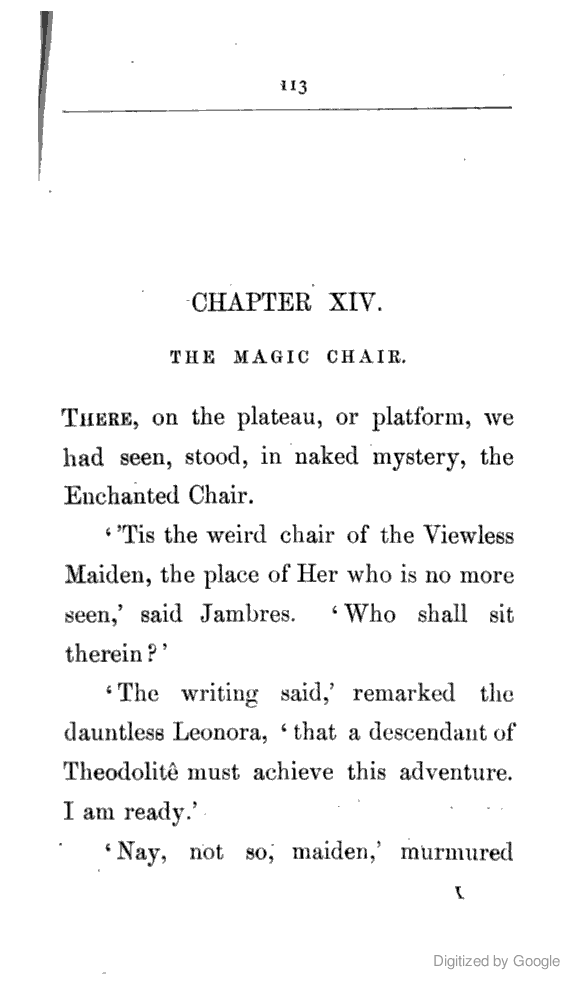 113
CHAPTER XIV.
THE MAGIC CHAIR.
THERE, on the plateau, or platform, we
had seen, stood, in naked mystery, the
Enchanted Chair.
‘ ’Tis the weird chair of the Viewless
Maiden, the place of Her who is no more
seen,’ said Jambres. ‘Who shall sit
therein?’
‘The writing said,’ remarked the
dauntless Leonora, ‘that a descendant of
Theodolitê must achieve this adventure.
I am ready.’
‘Nay, not so, maiden,’ murmured
Digitized by Google